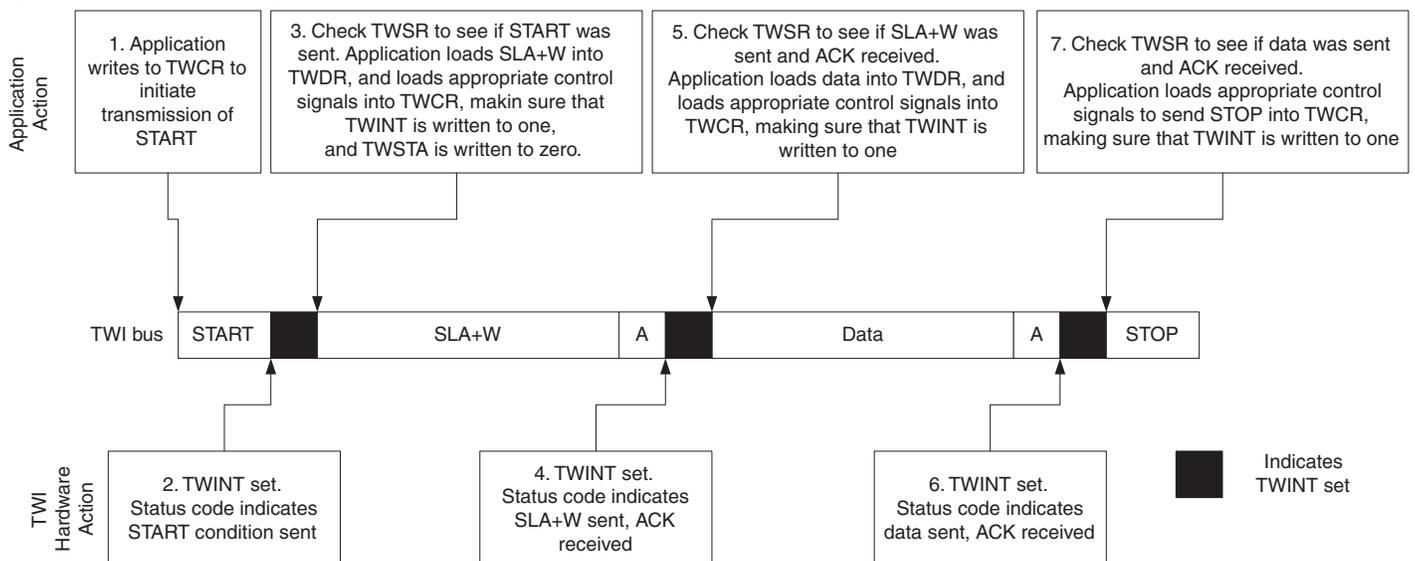 Application
Action
1. Application
writes to TWCR to
initiate
transmission of
START
3. Check TWSR to see if START was
sent. Application loads SLA+W into
TWDR, and loads appropriate control
signals into TWCR, makin sure that
TWINT is written to one,
and TWSTA is written to zero.
5. Check TWSR to see if SLA+W was
sent and ACK received.
Application loads data into TWDR, and
loads appropriate control signals into
TWCR, making sure that TWINT is
written to one
7. Check TWSR to see if data was sent
and ACK received.
Application loads appropriate control
signals to send STOP into TWCR,
making sure that TWINT is written to one
TWI bus
START
SLA+W
A
Data
A
STOP
TWI
Hardware
Action
2. TWINT set.
Status code indicates
START condition sent
4. TWINT set.
Status code indicates
SLA+W sent, ACK
received
6. TWINT set.
Status code indicates
data sent, ACK received
Indicates
TWINT set